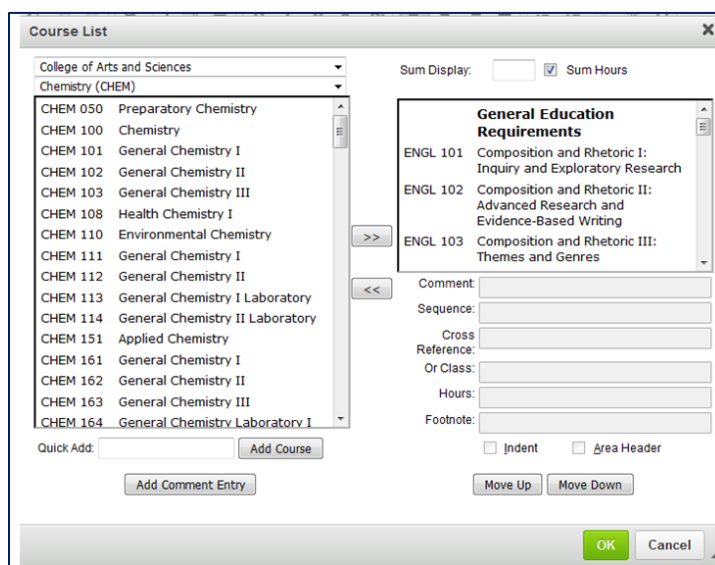 Course List
College of Arts and Sciences
Chemistry (CHEM)
CHEM 050 Preparatory Chemistry
CHEM 100 Chemistry
CHEM 101 General Chemistry I
CHEM 102 General Chemistry II
CHEM 103 General Chemistry III
CHEM 108 Health Chemistry I
CHEM 110 Environmental Chemistry
CHEM 111 General Chemistry I
CHEM 112 General Chemistry II
CHEM 113 General Chemistry I Laboratory
CHEM 114 General Chemistry II Laboratory
CHEM 151 Applied Chemistry
CHEM 161 General Chemistry I
CHEM 162 General Chemistry II
CHEM 163 General Chemistry III
CHEM 164 General Chemistry Laboratory I
Quick Add: Add Course
Add Comment Entry
>>
<<
Sum Display: Sum Hours
General Education
Requirements
ENGL 101 Composition and Rhetoric I:
Inquiry and Exploratory Research
ENGL 102 Composition and Rhetoric II:
Advanced Research and
Evidence-Based Writing
ENGL 103 Composition and Rhetoric III:
Themes and Genres
Comment:
Sequence:
Cross
Reference:
Or Class:
Hours:
Footnote:
Indent Area Header
Move Up Move Down
OK Cancel